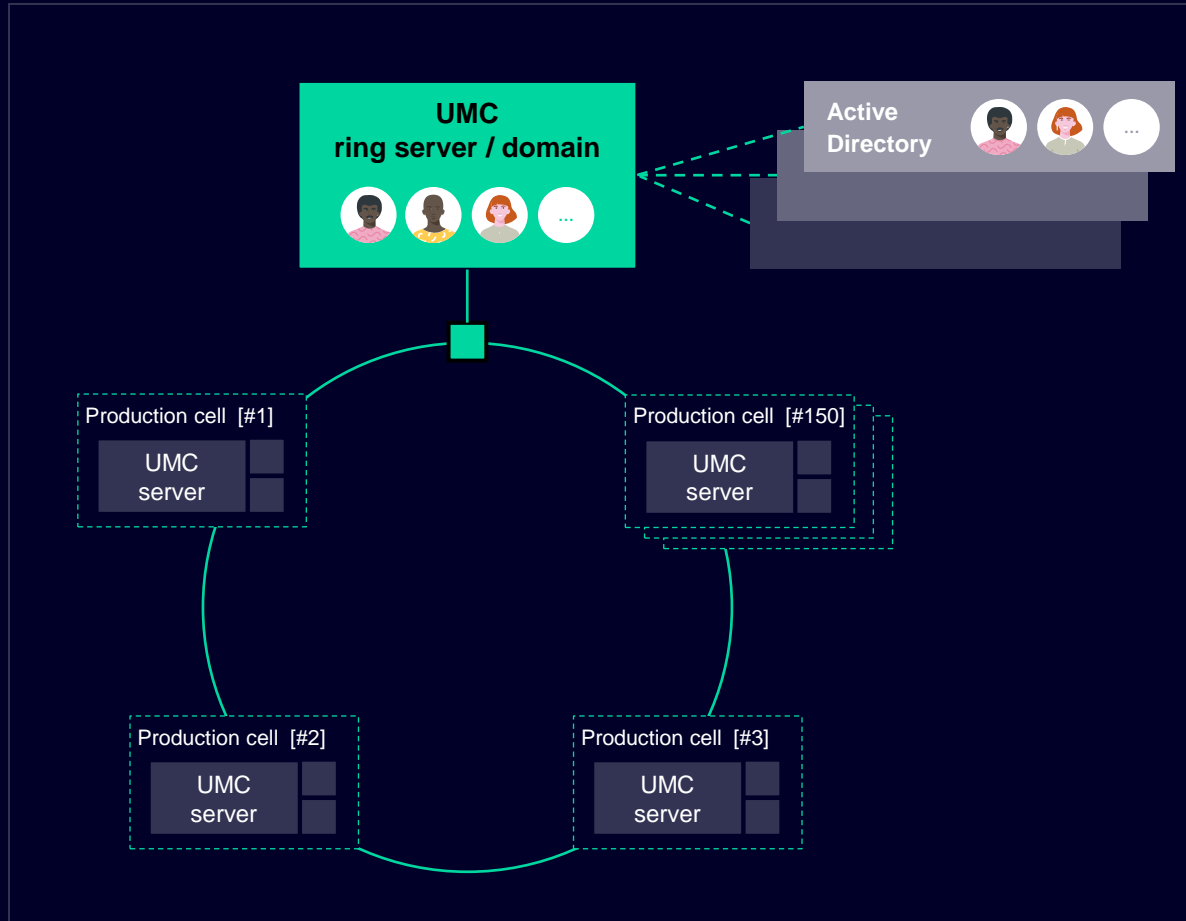 UMC
ring server / domain
...
Active
Directory
...
Production cell [#1]
UMC
server
Production cell [#150]
UMC
server
Production cell [#2]
UMC
server
Production cell [#3]
UMC
server